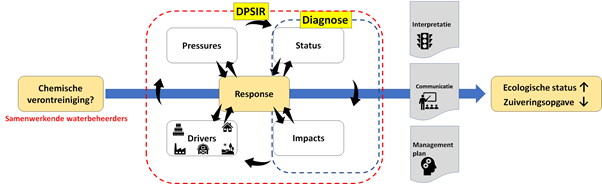 DPSIR
Diagnose
Pressures
Status
Interpretatie
Chemische
verontreiniging?
Samenwerkende waterbeheerders
Response
Communicatie
Ecologische status ↑
Zuiveringsopgave ↓
Drivers
Impacts
Management
plan